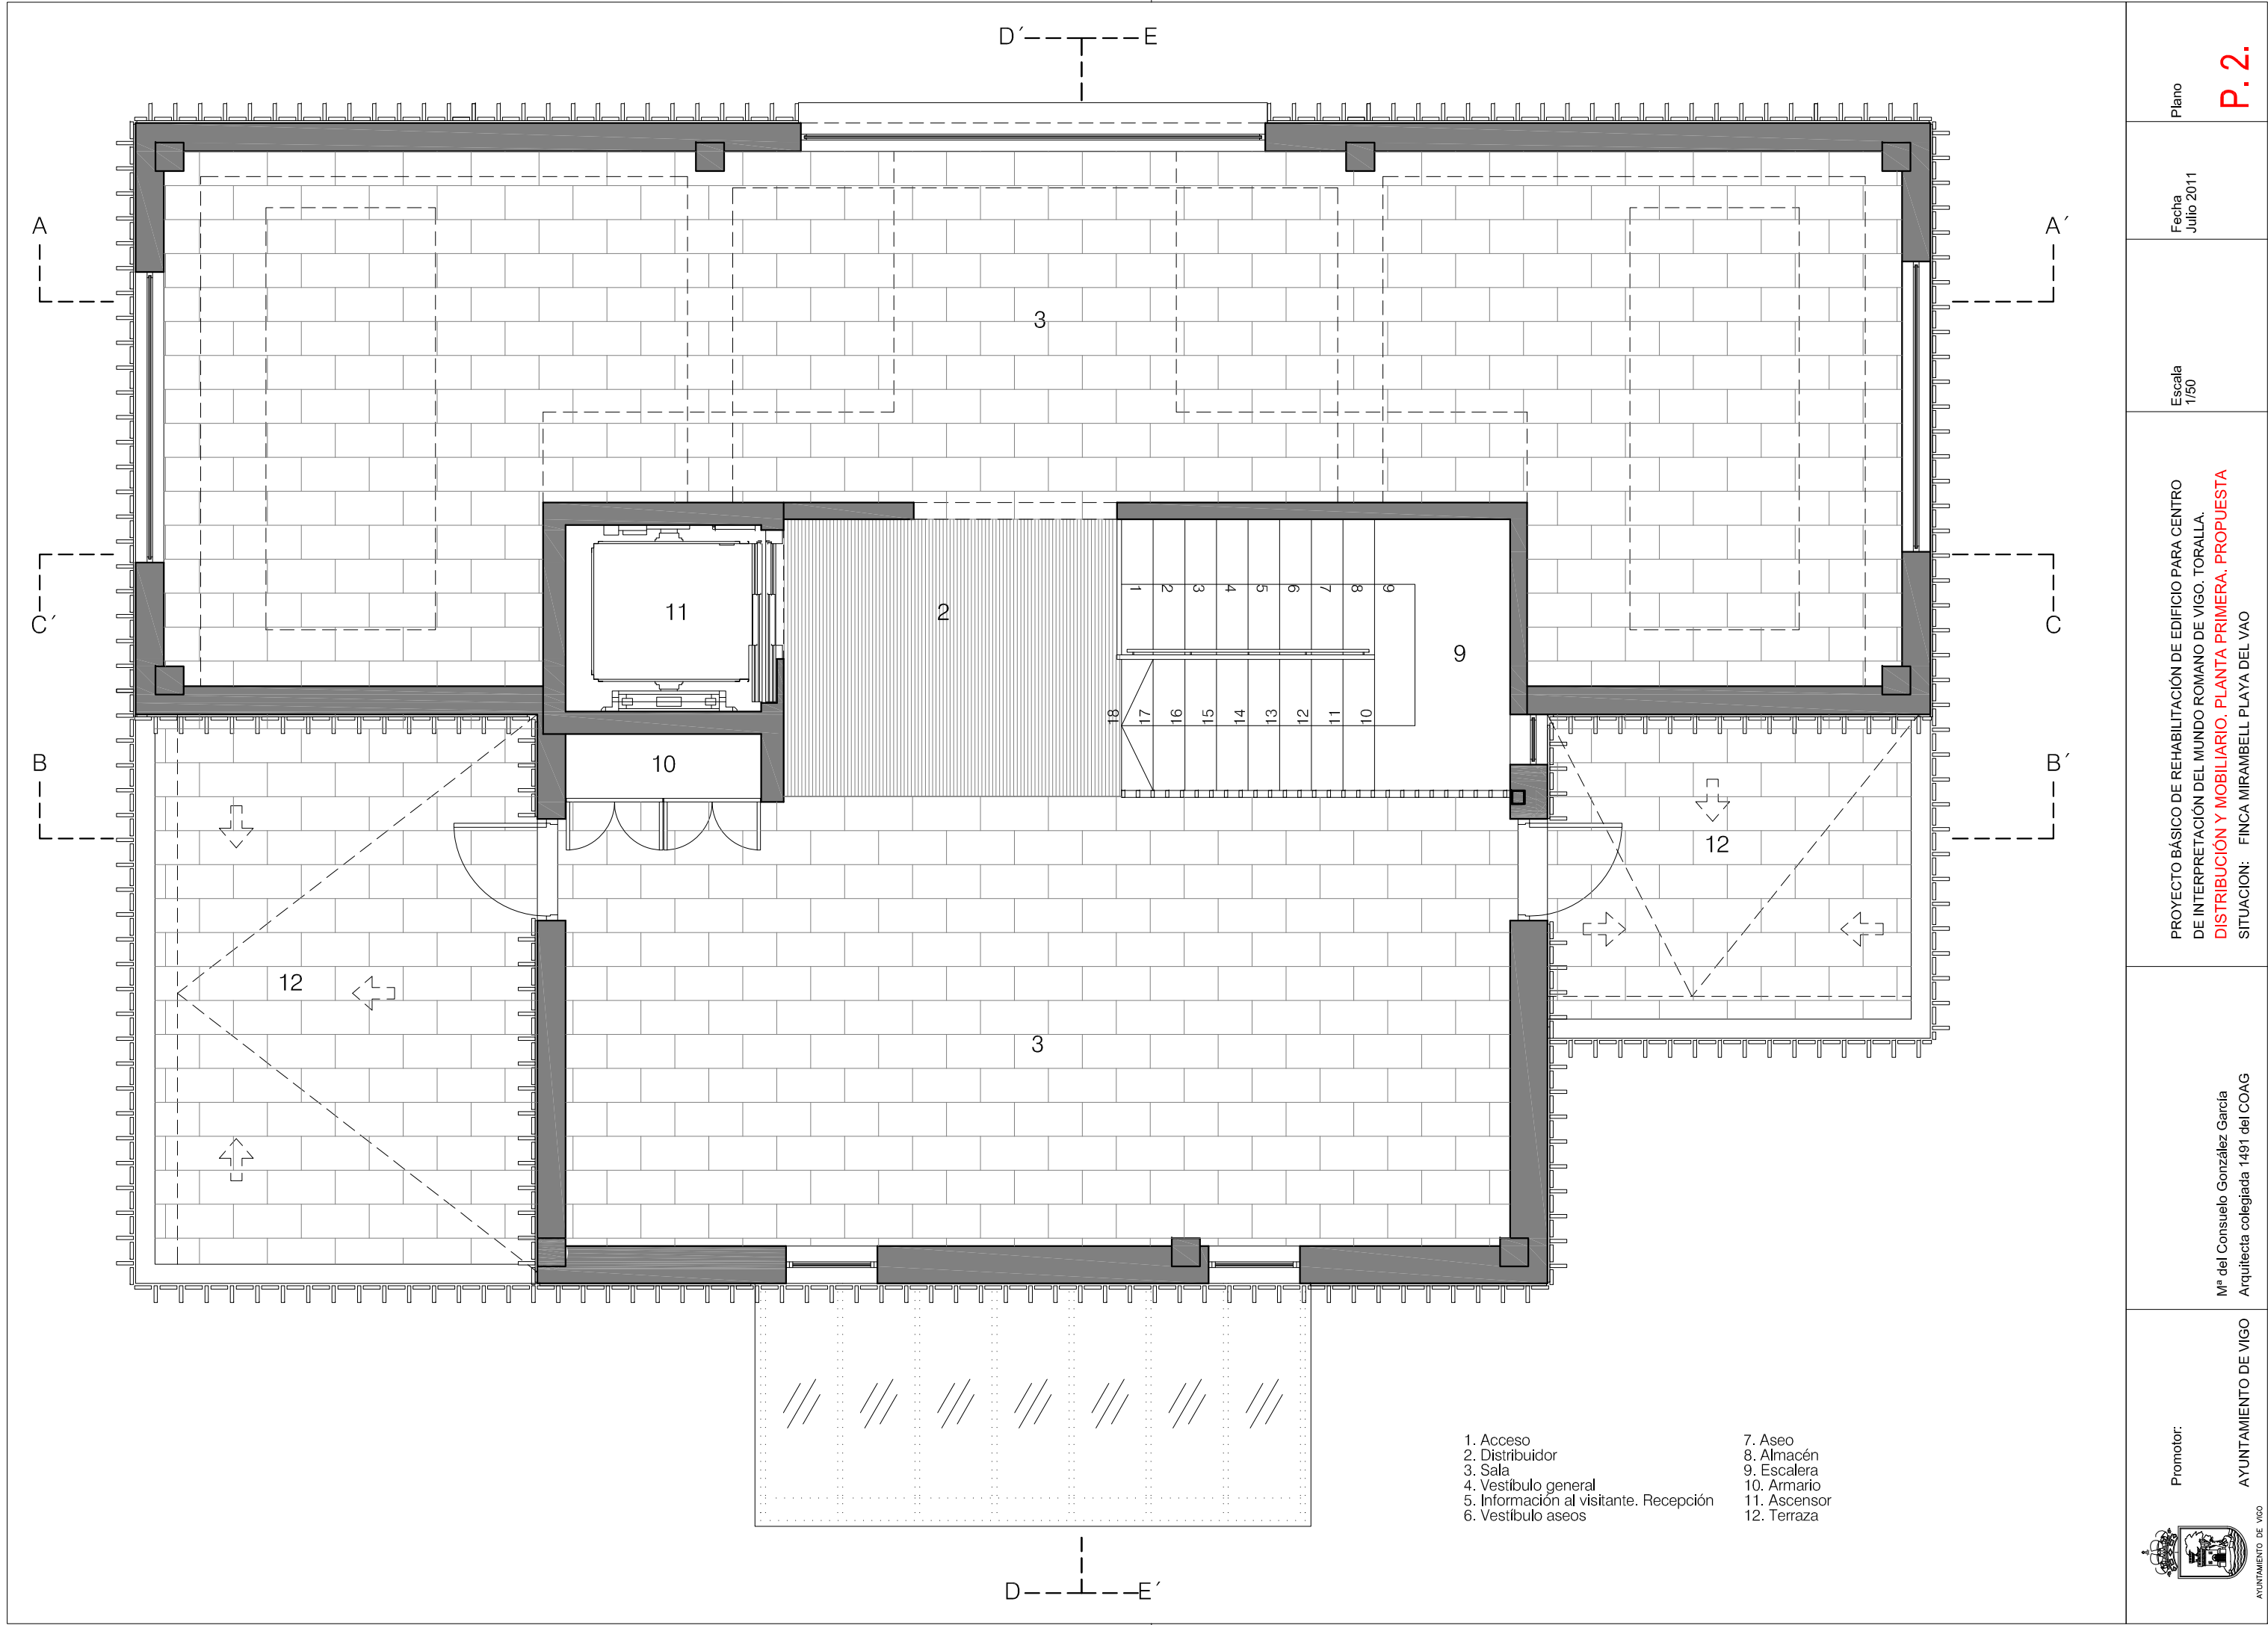 D´ E
A A´
3
C´ C
11
2
1 2 3 4 5 6 7 8 9
9
18 17 16 15 14 13 12 11 10
B B´
10
12
12
3
D E´
1. Acceso
2. Distribuidor
3. Sala
4. Vestíbulo general
5. Información al visitante. Recepción
6. Vestíbulo aseos
7. Aseo
8. Almacén
9. Escalera
10. Armario
11. Ascensor
12. Terraza
Plano
P. 2.
Fecha
Julio 2011
Escala
1/50
PROYECTO BÁSICO DE REHABILITACIÓN DE EDIFICIO PARA CENTRO
DE INTERPRETACIÓN DEL MUNDO ROMANO DE VIGO. TORALLA.
DISTRIBUCIÓN Y MOBILIARIO. PLANTA PRIMERA. PROPUESTA
SITUACION: FINCA MIRAMBELL PLAYA DEL VAO
Mª del Consuelo González García
Arquitecta colegiada 1491 del COAG
Promotor:
AYUNTAMIENTO DE VIGO
AYUNTAMIENTO DE VIGO